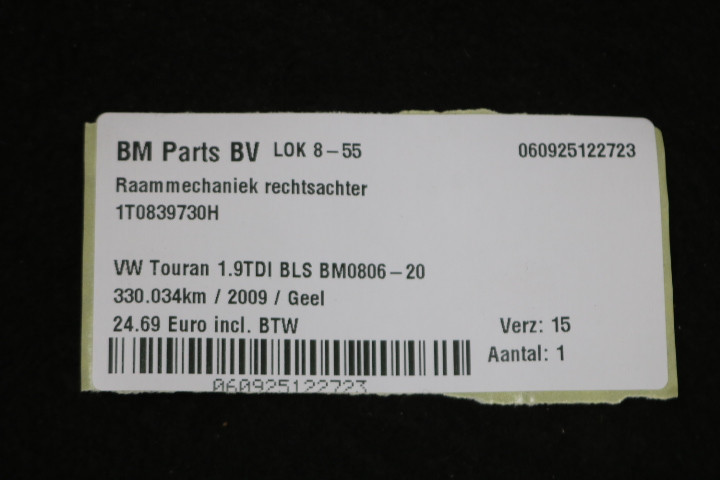 BM Parts BV LOK 8-55 060925122723
Raammechaniek rechtsachter
1T0839730H
VW Touran 1.9TDI BLS BM0806-20
330.034km / 2009 / Geel
24.69 Euro incl. BTW Verz: 15
Aantal: 1
060925122723